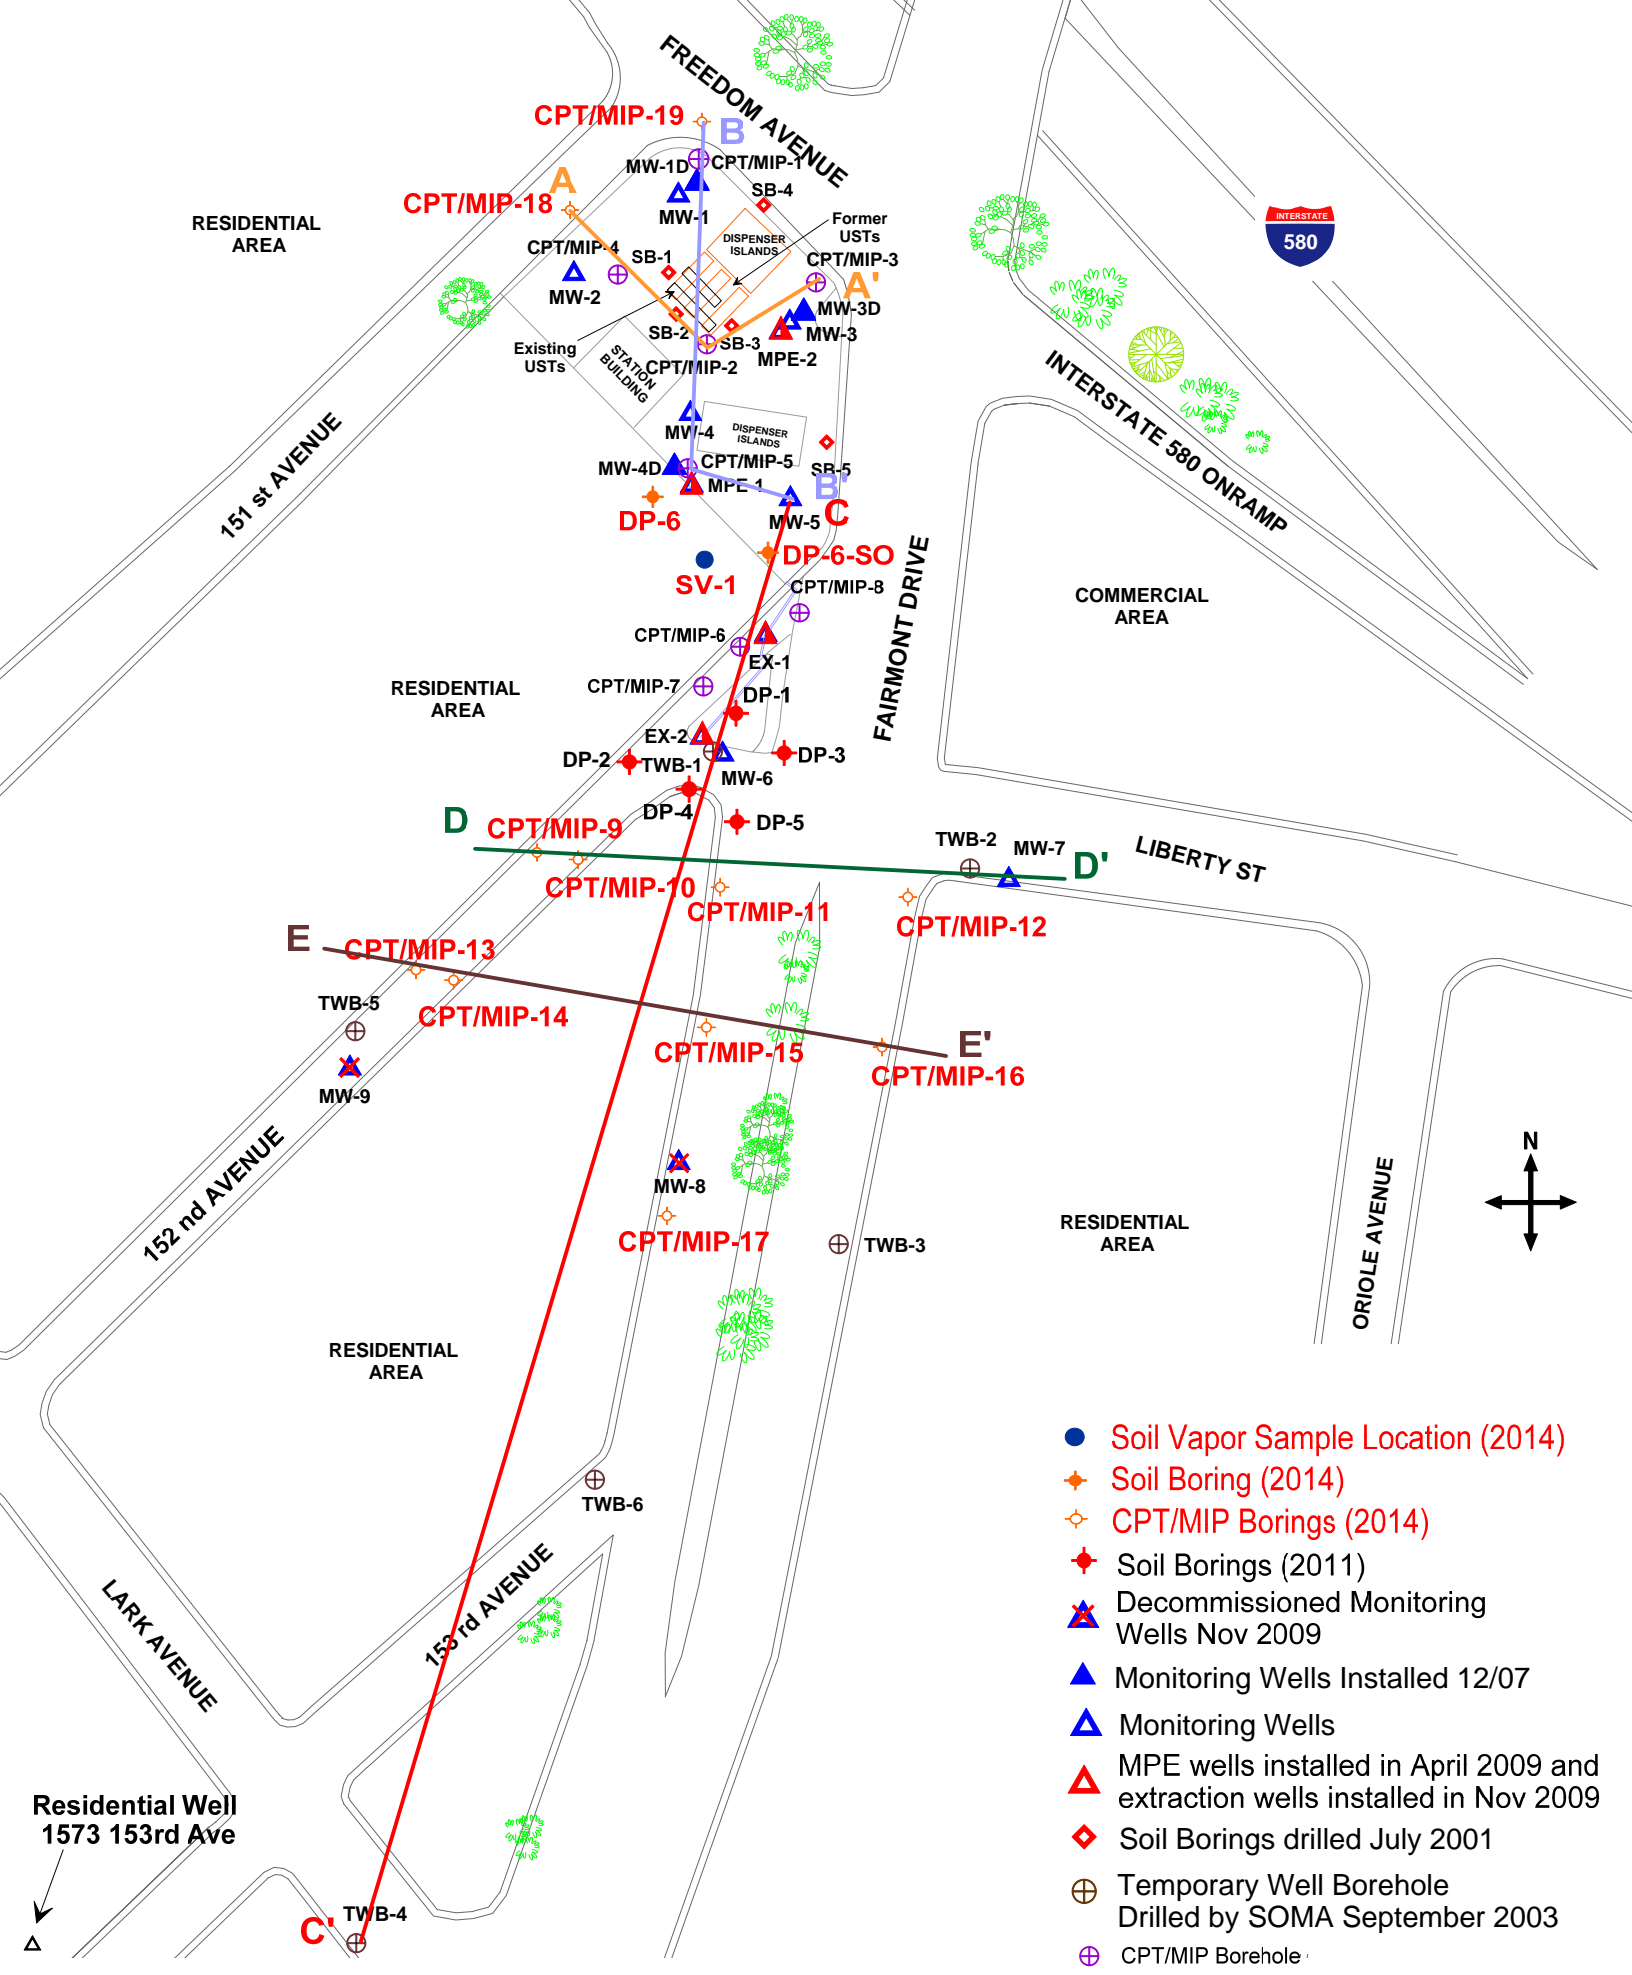 FREEDOM AVENUE
CPT/MIP-19
B
MW-1D
CPT/MIP-1
A
CPT/MIP-18
SB-4
MW-1
RESIDENTIAL
AREA
Former
USTs
INTERSTATE
580
DISPENSER
ISLANDS
CPT/MIP-4
SB-1
CPT/MIP-3
A'
MW-2
MW-3D
SB-2
SB-3
MW-3
Existing
USTs
STATION
BUILDING
CPT/MIP-2
MPE-2
INTERSTATE 580 ONRAMP
151 st AVENUE
MW-4
DISPENSER
ISLANDS
MW-4D
CPT/MIP-5
SB-5
MPE-1
B'
DP-6
MW-5
C
DP-6-SO
SV-1
CPT/MIP-8
FAIRMONT DRIVE
COMMERCIAL
AREA
CPT/MIP-6
EX-1
RESIDENTIAL
AREA
CPT/MIP-7
DP-1
EX-2
DP-2
TWB-1
DP-3
MW-6
DP-4
DP-5
D
CPT/MIP-9
TWB-2
MW-7
D'
LIBERTY ST
CPT/MIP-10
CPT/MIP-11
CPT/MIP-12
E
CPT/MIP-13
TWB-5
CPT/MIP-14
CPT/MIP-15
E'
CPT/MIP-16
MW-9
152 nd AVENUE
N
MW-8
CPT/MIP-17
TWB-3
RESIDENTIAL
AREA
ORIOLE AVENUE
RESIDENTIAL
AREA
TWB-6
153 rd AVENUE
LARK AVENUE
Residential Well
1573 153rd Ave
C'
TWB-4
Soil Vapor Sample Location (2014)
Soil Boring (2014)
CPT/MIP Borings (2014)
Soil Borings (2011)
Decommissioned Monitoring
Wells Nov 2009
Monitoring Wells Installed 12/07
Monitoring Wells
MPE wells installed in April 2009 and
extraction wells installed in Nov 2009
Soil Borings drilled July 2001
Temporary Well Borehole
Drilled by SOMA September 2003
CPT/MIP Borehole